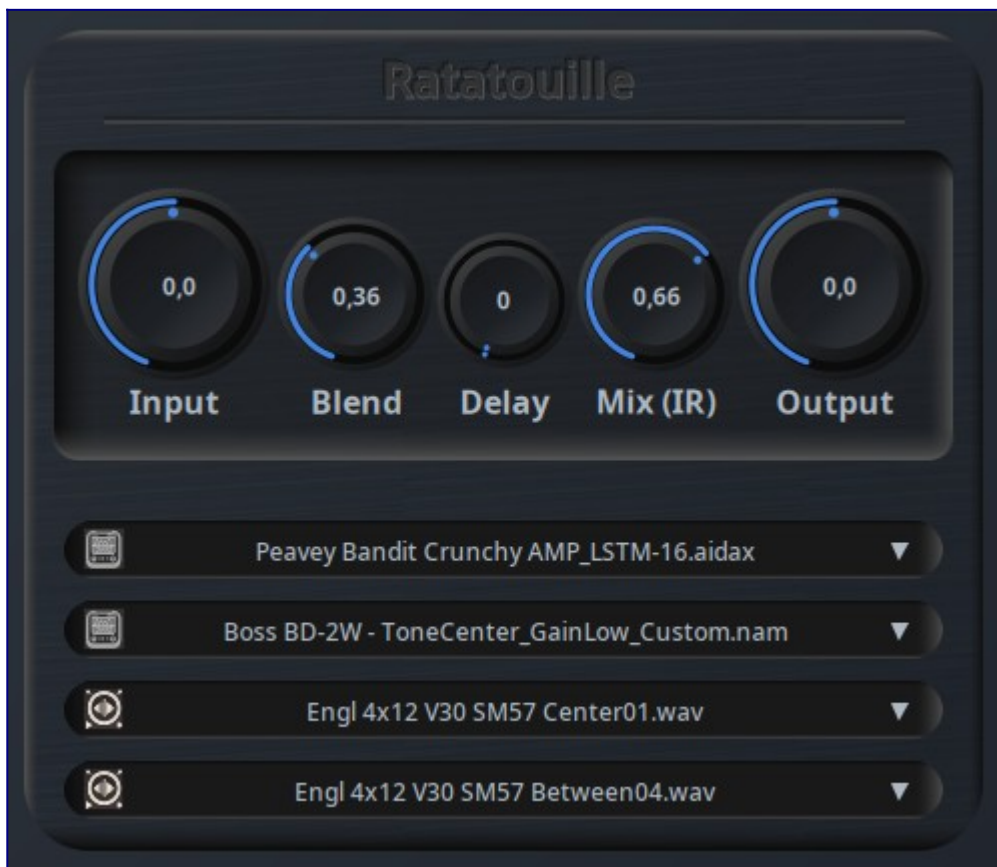 Ratatouille
0,0 0,36 0 0,66 0,0
Input Blend Delay Mix (IR) Output
Peavey Bandit Crunchy AMP_LSTM-16.aidax
Boss BD-2W - ToneCenter_GainLow_Custom.nam
Engl 4x12 V30 SM57 Center01.wav
Engl 4x12 V30 SM57 Between04.wav